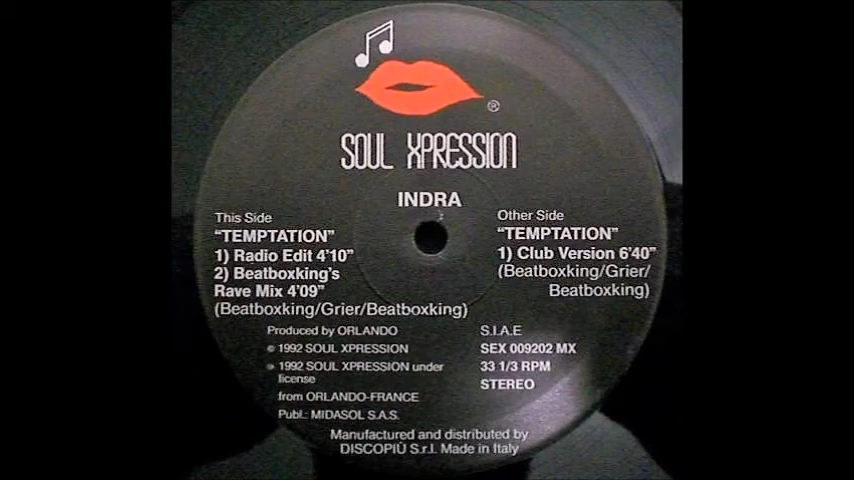 ®
SOUL XPRESSION
INDRA
This Side
"TEMPTATION"
1) Radio Edit 4'10"
2) Beatboxking's
Rave Mix 4'09"
(Beatboxking/Grier/Beatboxking)
Other Side
"TEMPTATION"
1) Club Version 6'40"
(Beatboxking/Grier/
Beatboxking)
Produced by ORLANDO
© 1992 SOUL XPRESSION
℗ 1992 SOUL XPRESSION under
license
from ORLANDO-FRANCE
Publ.: MIDASOL S.A.S.
S.I.A.E
SEX 009202 MX
33 1/3 RPM
STEREO
Manufactured and distributed by
DISCOPIÙ S.r.l. Made in Italy